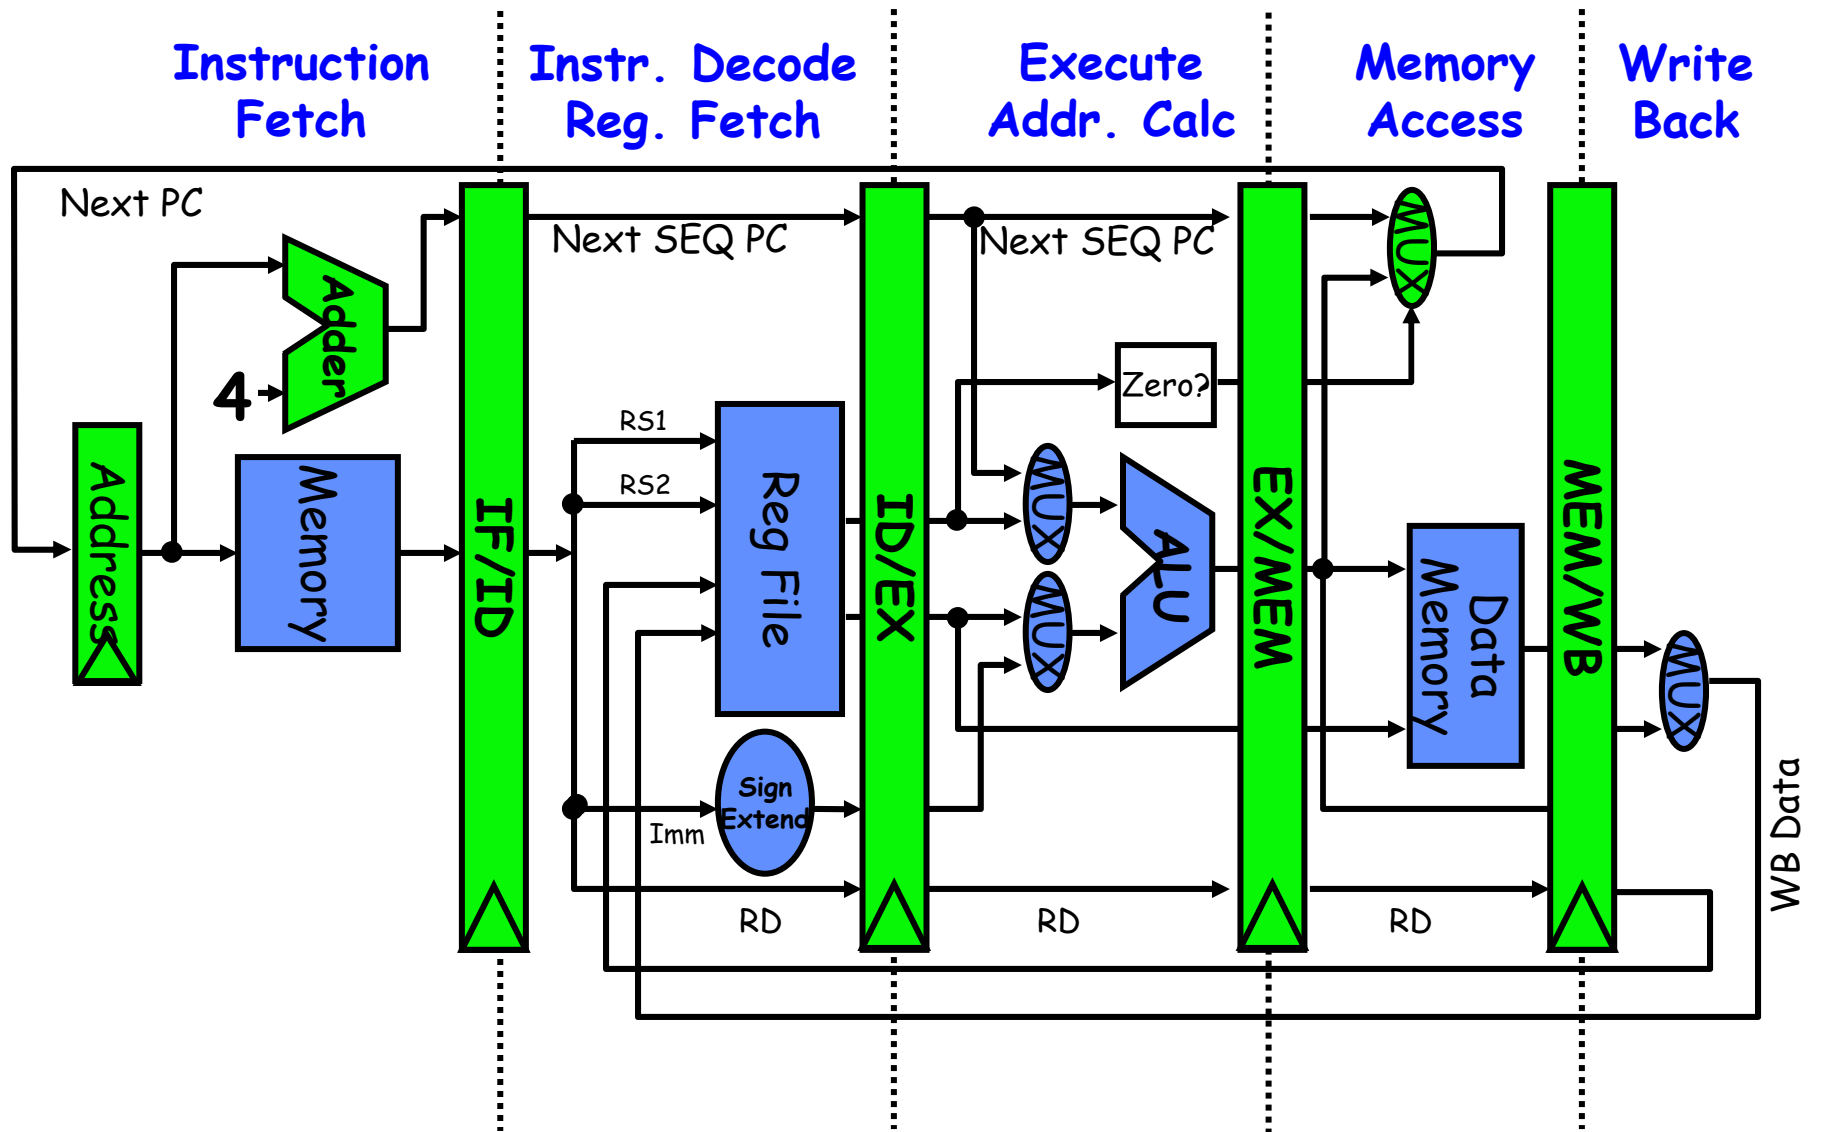 Instruction
Fetch
Instr. Decode
Reg. Fetch
Execute
Addr. Calc
Memory
Access
Write
Back
Next PC
Next SEQ PC
Next SEQ PC
MUX
Adder
4
Zero?
Address
Memory
IF/ID
RS1
RS2
Reg File
ID/EX
MUX
MUX
ALU
EX/MEM
Data
Memory
MEM/WB
MUX
Sign
Extend
Imm
RD
RD
RD
WB Data